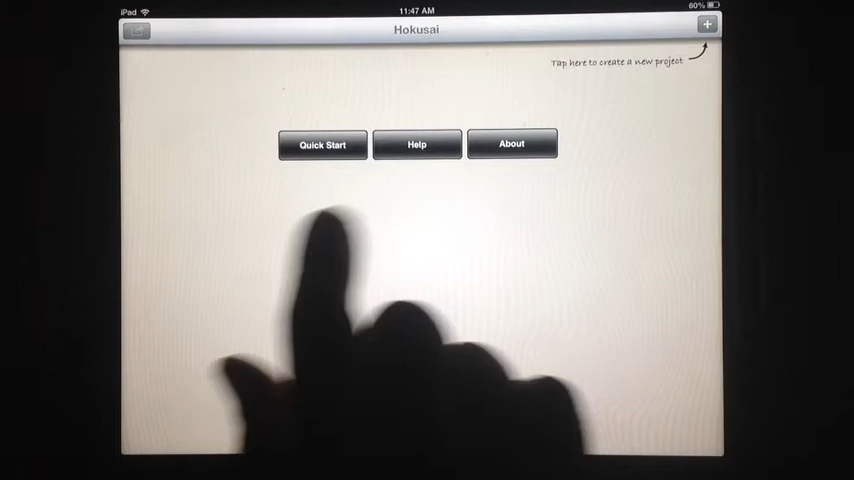 iPad 11:47 AM 60%
Hokusai
Tap here to create a new project
Quick Start Help About